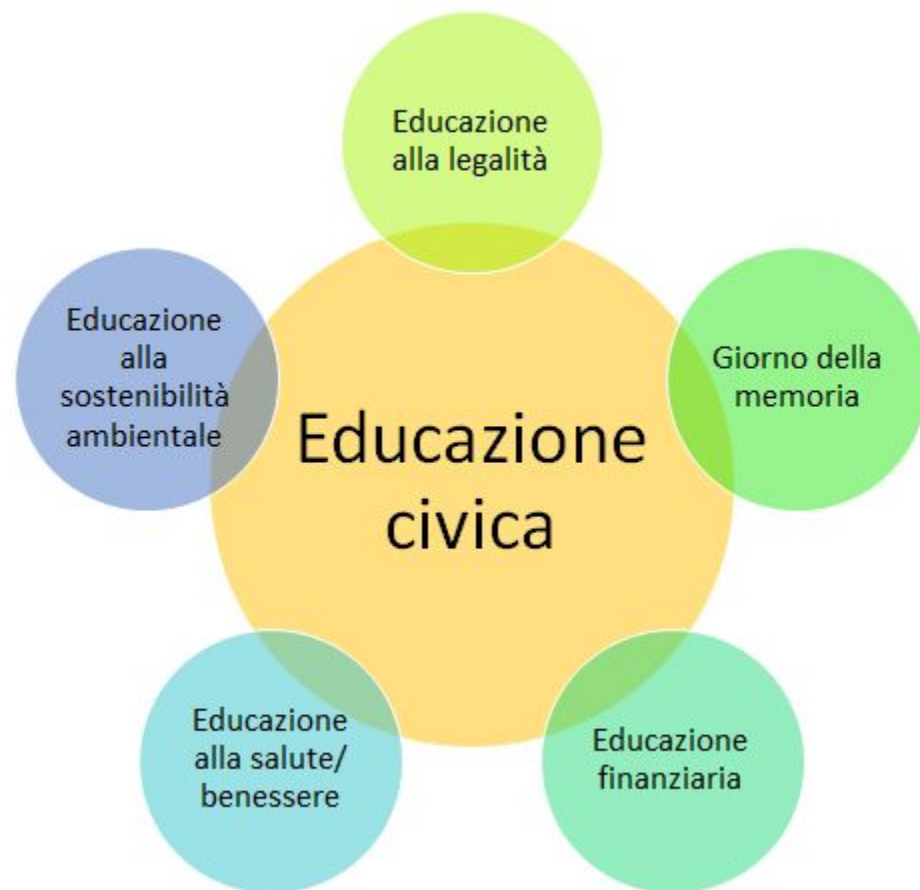 Educazione
alla legalità
Educazione
alla
sostenibilità
ambientale
Giorno della
memoria
Educazione
civica
Educazione
alla salute/
benessere
Educazione
finanziaria